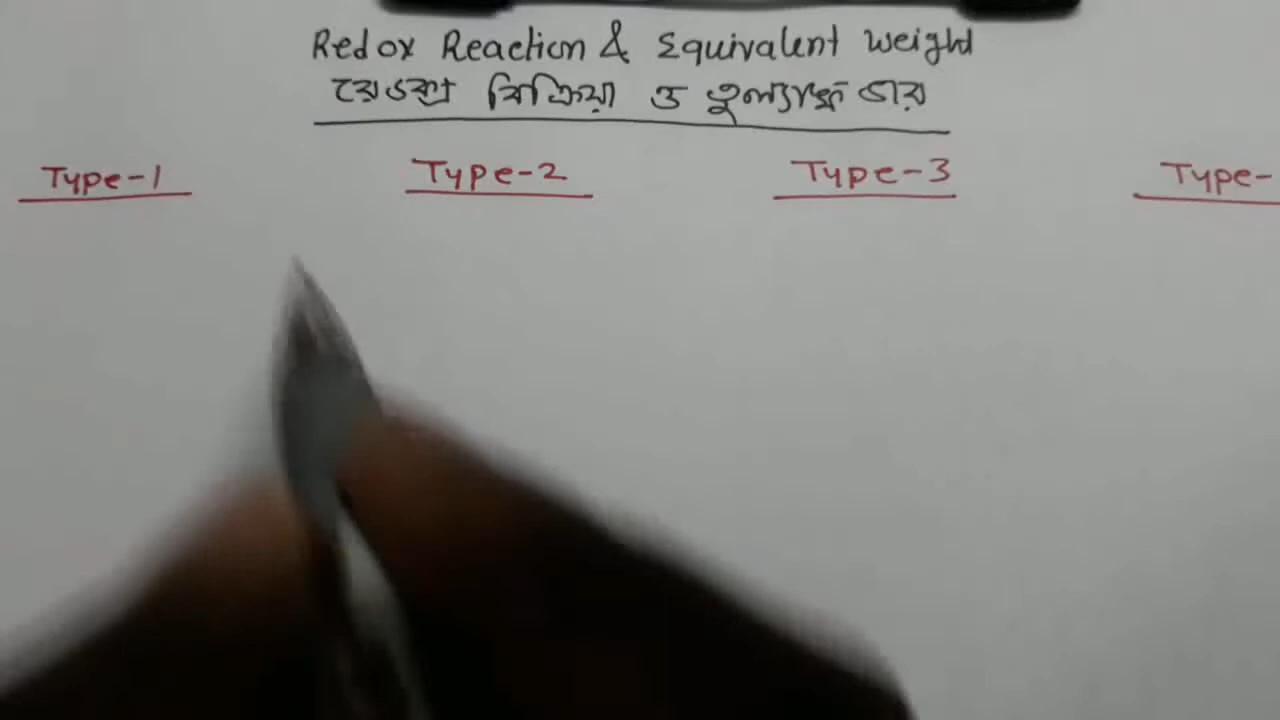 Redox Reaction & Equivalent Weight
রেডক্স বিক্রিয়া ও তুল্যাঙ্ক ভার
Type-1 Type-2 Type-3 Type-